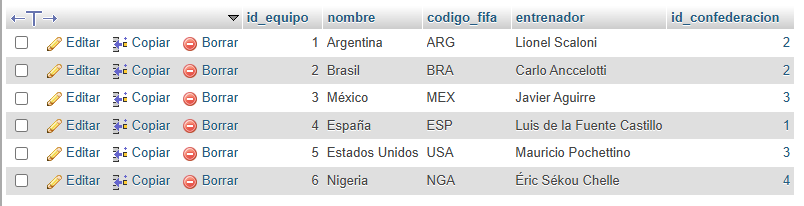 id_equipo nombre codigo_fifa entrenador id_confederacion
Editar Copiar Borrar 1 Argentina ARG Lionel Scaloni 2
Editar Copiar Borrar 2 Brasil BRA Carlo Anccelotti 2
Editar Copiar Borrar 3 México MEX Javier Aguirre 3
Editar Copiar Borrar 4 España ESP Luis de la Fuente Castillo 1
Editar Copiar Borrar 5 Estados Unidos USA Mauricio Pochettino 3
Editar Copiar Borrar 6 Nigeria NGA Éric Sékou Chelle 4